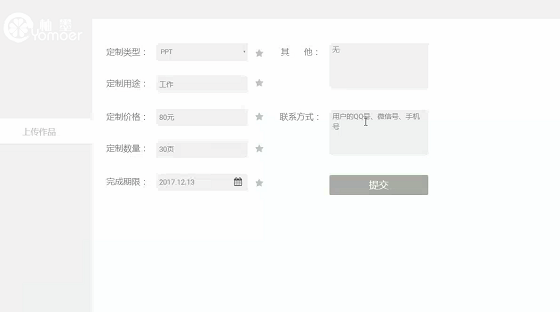 柚墨
Yomoer
上传作品
定制类型： PPT
定制用途： 工作
定制价格： 80元
定制数量： 30页
完成期限： 2017.12.13
其 他： 无
联系方式： 用户的QQ号、微信号、手机
号
提交